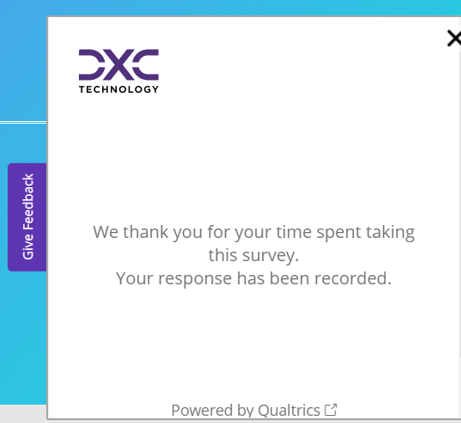 DXC
TECHNOLOGY
Give Feedback
We thank you for your time spent taking
this survey.
Your response has been recorded.
Powered by Qualtrics